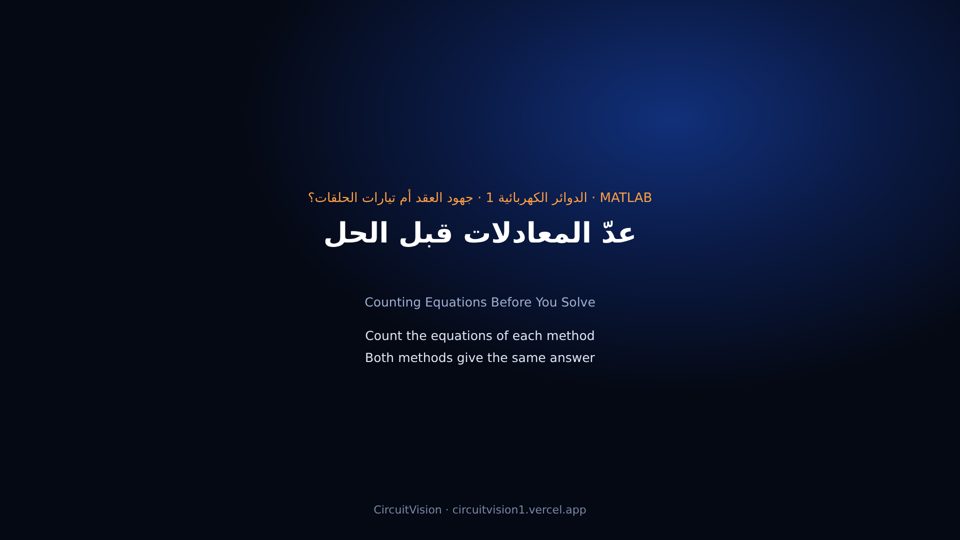 MATLAB · الدوائر الكهربائية 1 · جهود العقد أم تيارات الحلقات؟
عدّ المعادلات قبل الحل
Counting Equations Before You Solve
Count the equations of each method
Both methods give the same answer
CircuitVision · circuitvision1.vercel.app